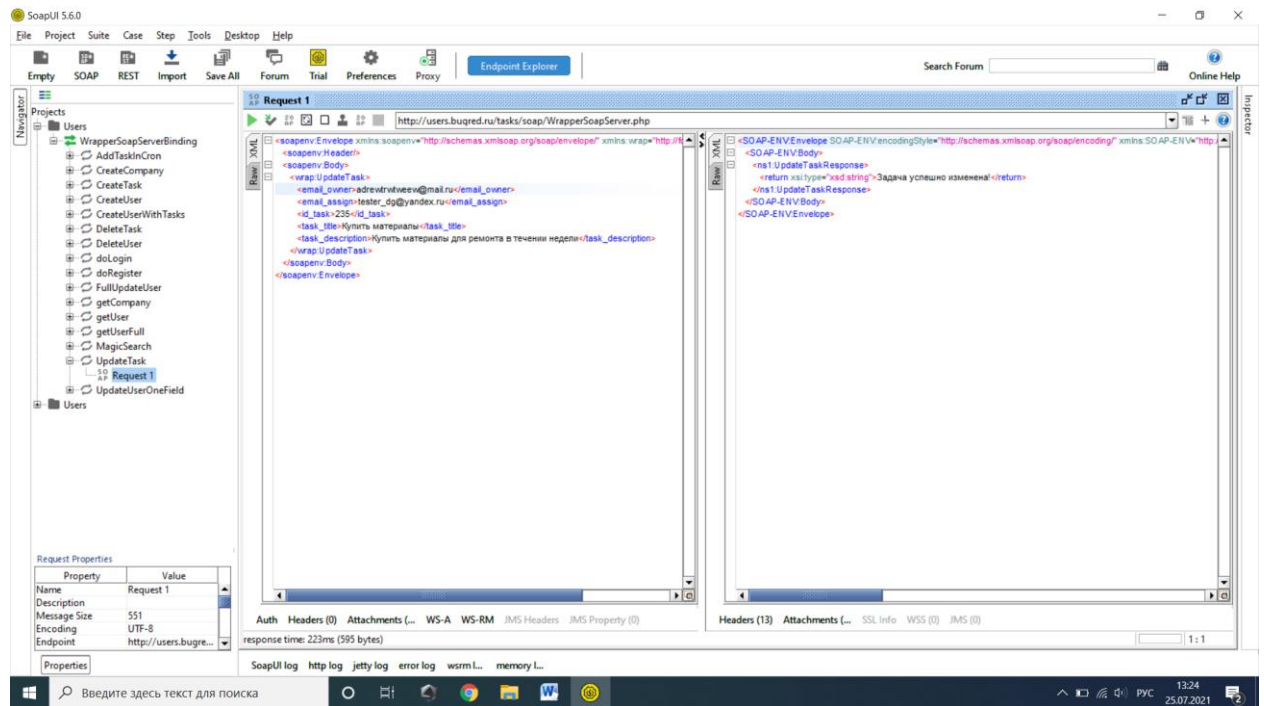 SoapUI 5.6.0
File Project Suite Case Step Tools Desktop Help
Empty SOAP REST Import Save All Forum Trial Preferences Proxy Endpoint Explorer Search Forum Online Help
Navigator
Projects
Users
WrapperSoapServerBinding
AddTaskInCron
CreateCompany
CreateTask
CreateUser
CreateUserWithTasks
DeleteTask
DeleteUser
doLogin
doRegister
FullUpdateUser
getCompany
getUser
getUserFull
MagicSearch
UpdateTask
SOAP Request 1
UpdateUserOneField
Users
Request Properties
Property Value
Name Request 1
Description
Message Size 551
Encoding UTF-8
Endpoint http://users.bugre...
Properties
SOAP Request 1
http://users.bugred.ru/tasks/soap/WrapperSoapServer.php
XML
Raw
<soapenv:Envelope xmlns:soapenv="http://schemas.xmlsoap.org/soap/envelope/" xmlns:wrap="http://f
<soapenv:Header/>
<soapenv:Body>
<wrap:UpdateTask>
<email_owner>adrewtrwtweew@mail.ru</email_owner>
<email_assign>tester_dg@yandex.ru</email_assign>
<id_task>235</id_task>
<task_title>Купить материалы</task_title>
<task_description>Купить материалы для ремонта в течении недели</task_description>
</wrap:UpdateTask>
</soapenv:Body>
</soapenv:Envelope>
Auth Headers (0) Attachments (... WS-A WS-RM JMS Headers JMS Property (0)
XML
Raw
<SOAP-ENV:Envelope SOAP-ENV:encodingStyle="http://schemas.xmlsoap.org/soap/encoding/" xmlns:SOAP-ENV="http:/
<SOAP-ENV:Body>
<ns1:UpdateTaskResponse>
<return xsi:type="xsd:string">Задача успешно изменена!</return>
</ns1:UpdateTaskResponse>
</SOAP-ENV:Body>
</SOAP-ENV:Envelope>
Headers (13) Attachments (... SSL Info WSS (0) JMS (0)
response time: 223ms (595 bytes) 1:1
SoapUI log http log jetty log error log wsrm l... memory l...
Inspector
Введите здесь текст для поиска
РУС 13:24
25.07.2021
2